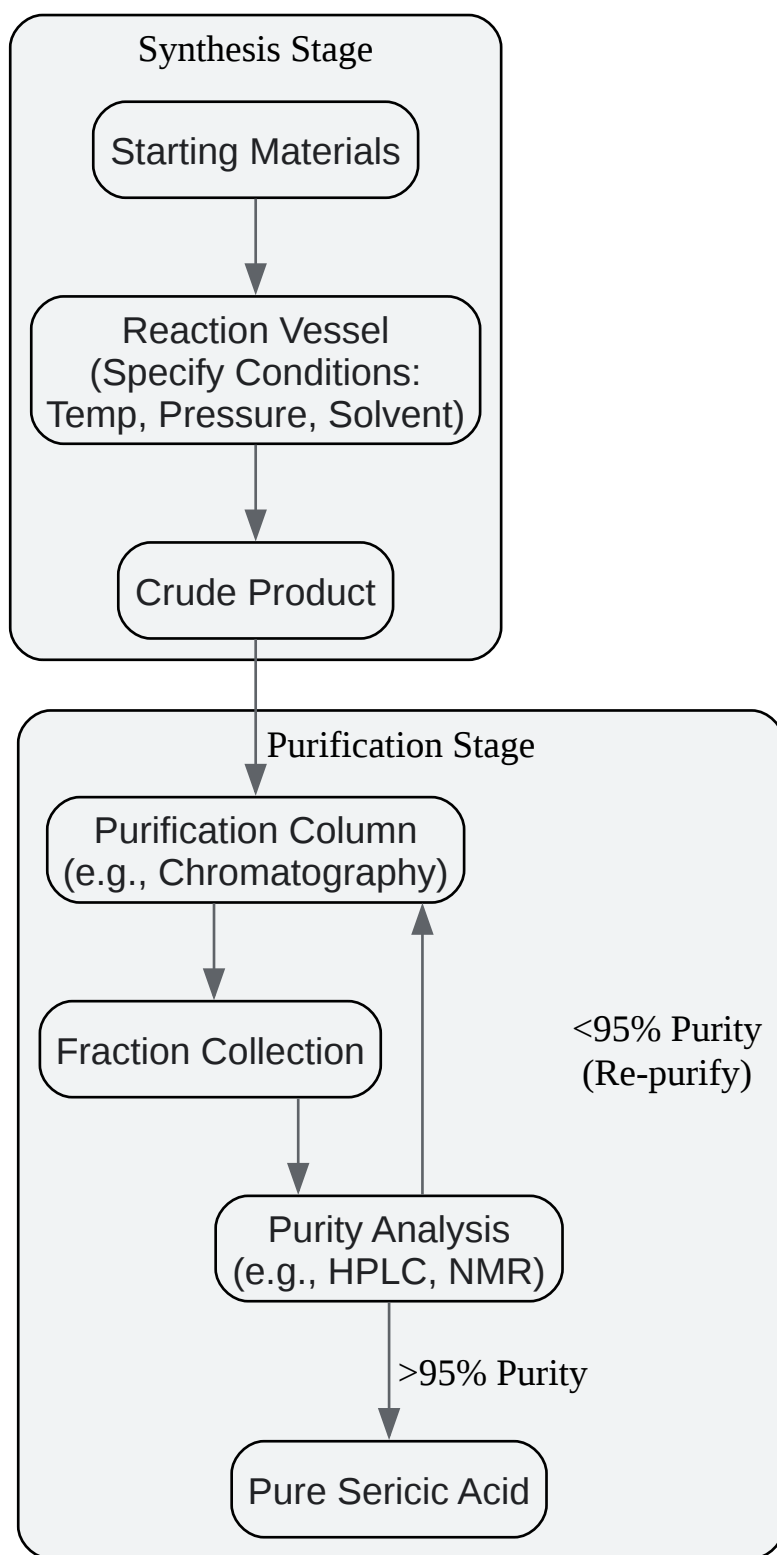 Synthesis Stage
Starting Materials
Reaction Vessel
(Specify Conditions:
Temp, Pressure, Solvent)
Crude Product
Purification Stage
Purification Column
(e.g., Chromatography)
Fraction Collection
<95% Purity
(Re-purify)
Purity Analysis
(e.g., HPLC, NMR)
>95% Purity
Pure Sericic Acid